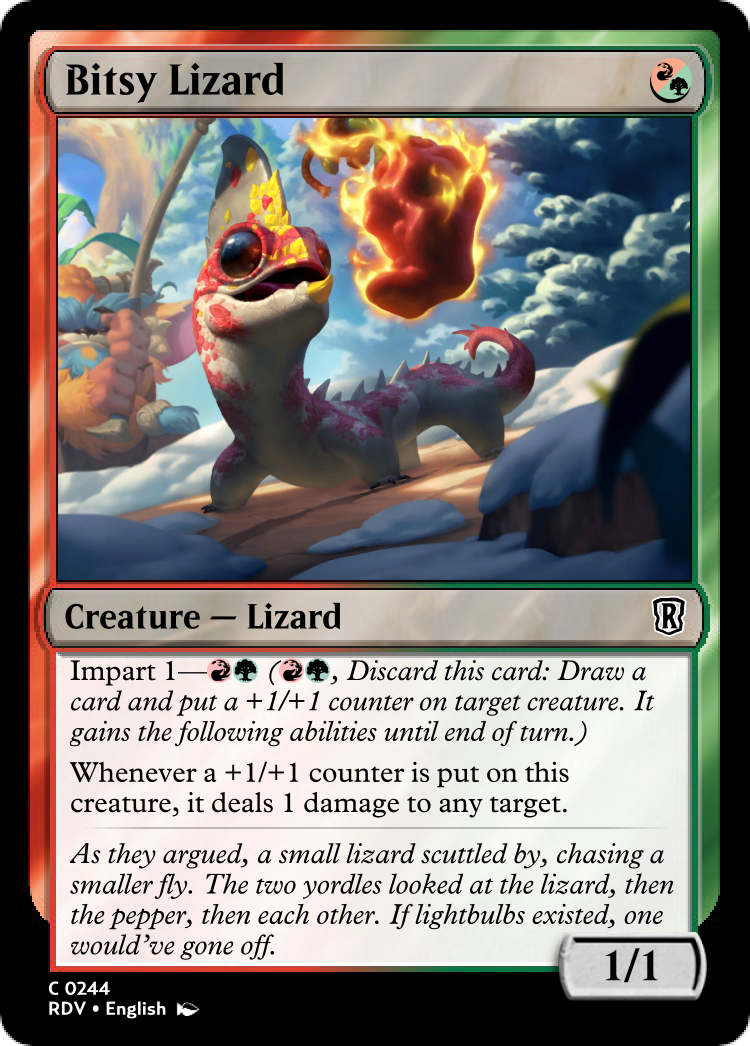 Bitsy Lizard
Creature — Lizard
R
Impart 1— (, Discard this card: Draw a
card and put a +1/+1 counter on target creature. It
gains the following abilities until end of turn.)
Whenever a +1/+1 counter is put on this
creature, it deals 1 damage to any target.
As they argued, a small lizard scuttled by, chasing a
smaller fly. The two yordles looked at the lizard, then
the pepper, then each other. If lightbulbs existed, one
would've gone off.
1/1
C 0244
RDV • English